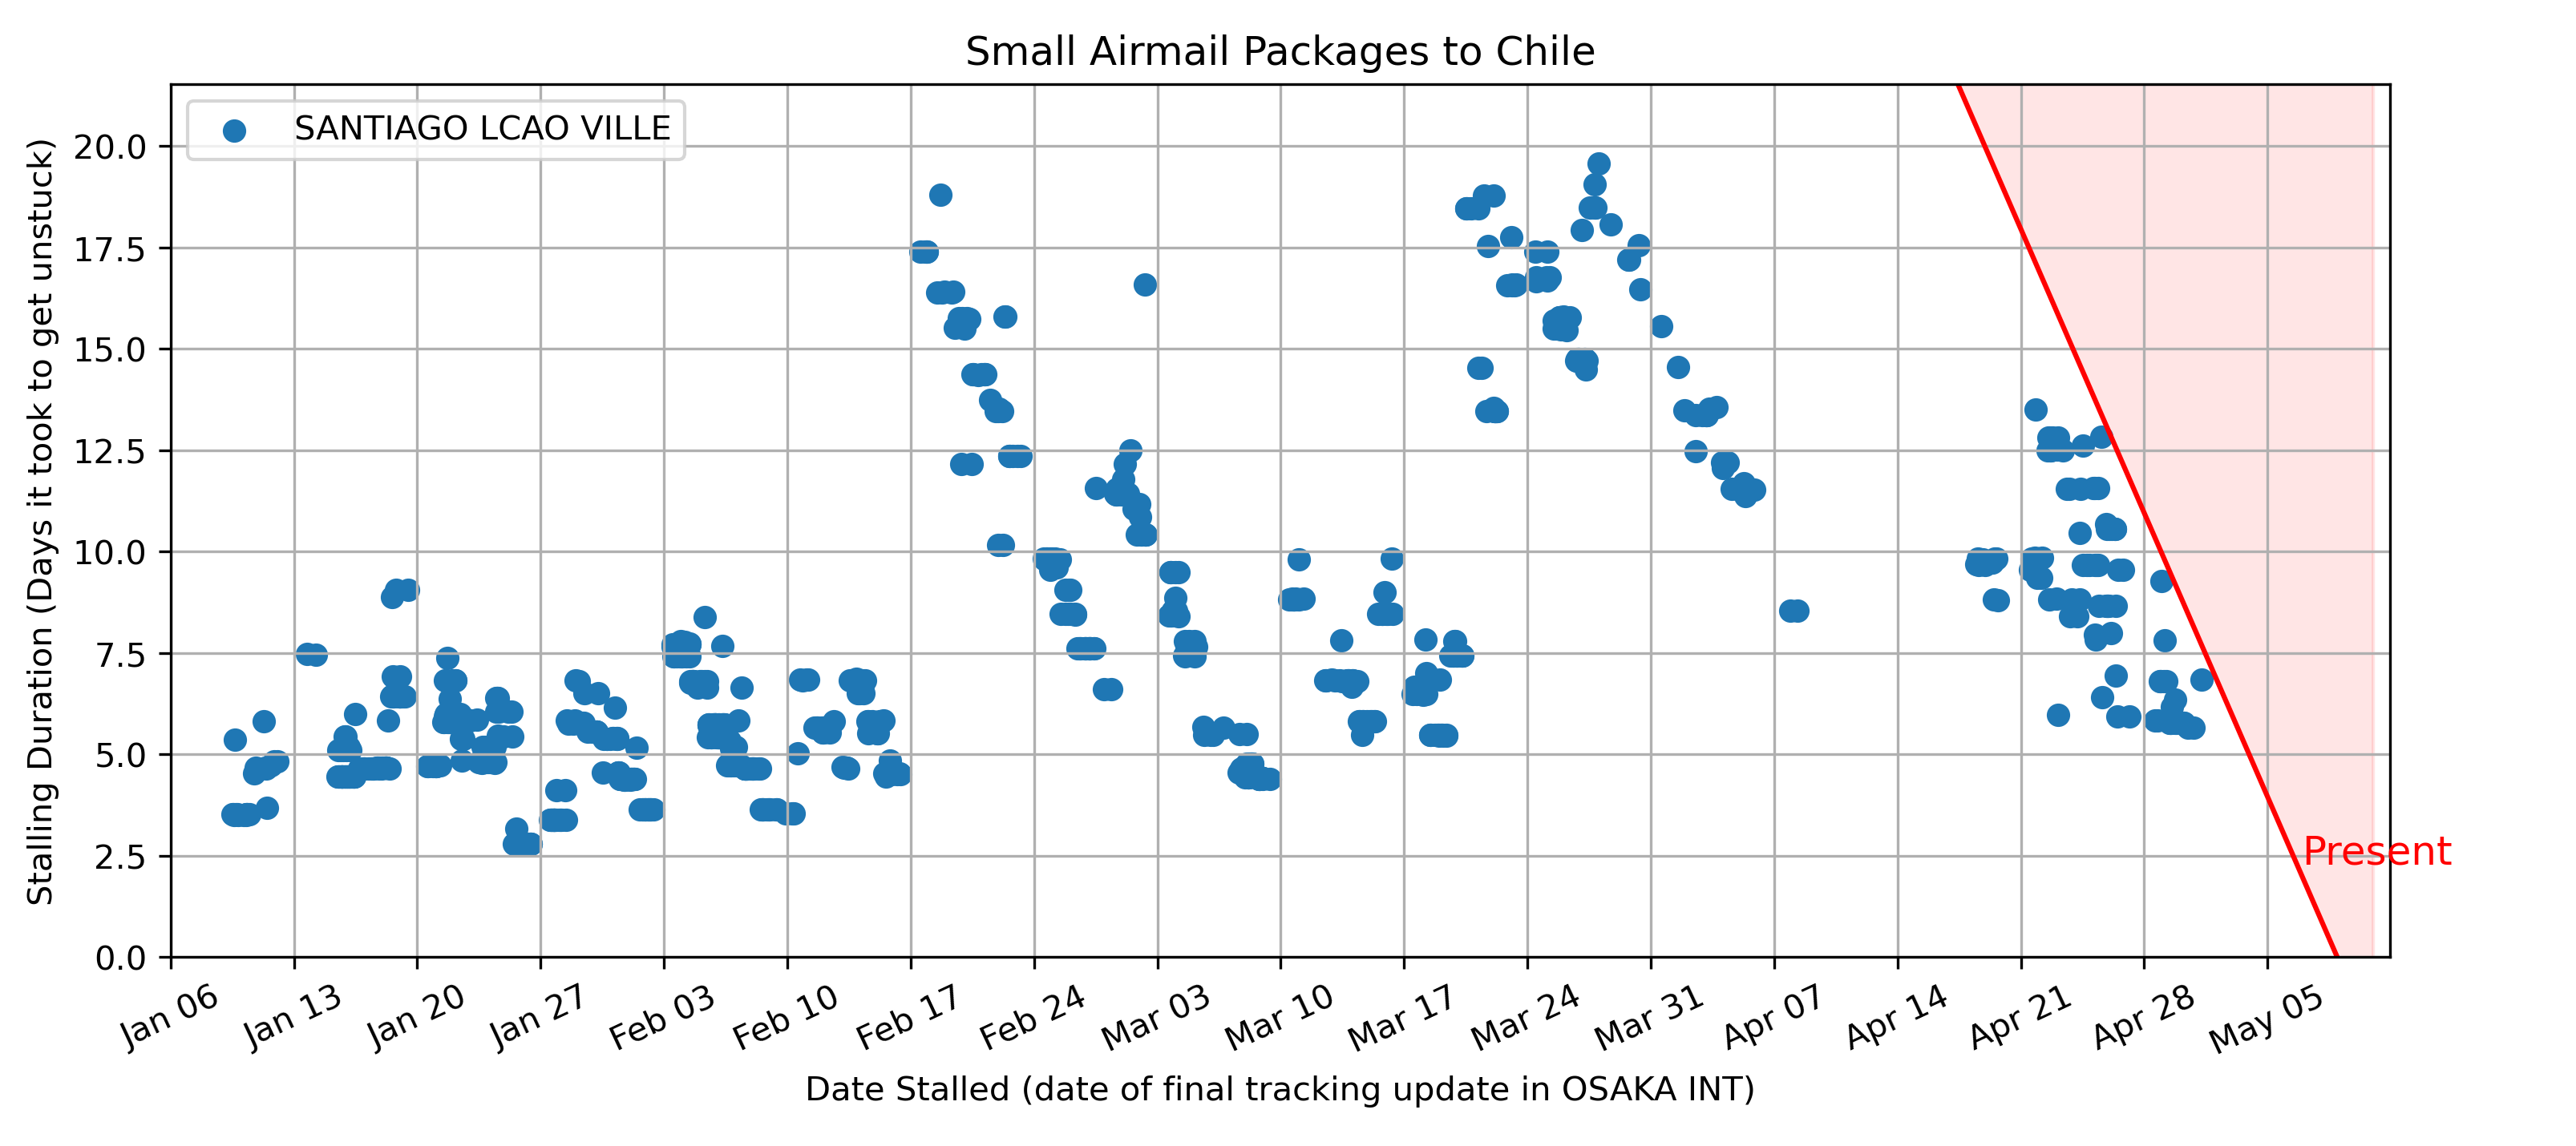 Small Airmail Packages to Chile
SANTIAGO LCAO VILLE
Stalling Duration (Days it took to get unstuck)
20.0
17.5
15.0
12.5
10.0
7.5
5.0
2.5
0.0
Present
Jan 06
Jan 13
Jan 20
Jan 27
Feb 03
Feb 10
Feb 17
Feb 24
Mar 03
Mar 10
Mar 17
Mar 24
Mar 31
Apr 07
Apr 14
Apr 21
Apr 28
May 05
Date Stalled (date of final tracking update in OSAKA INT)